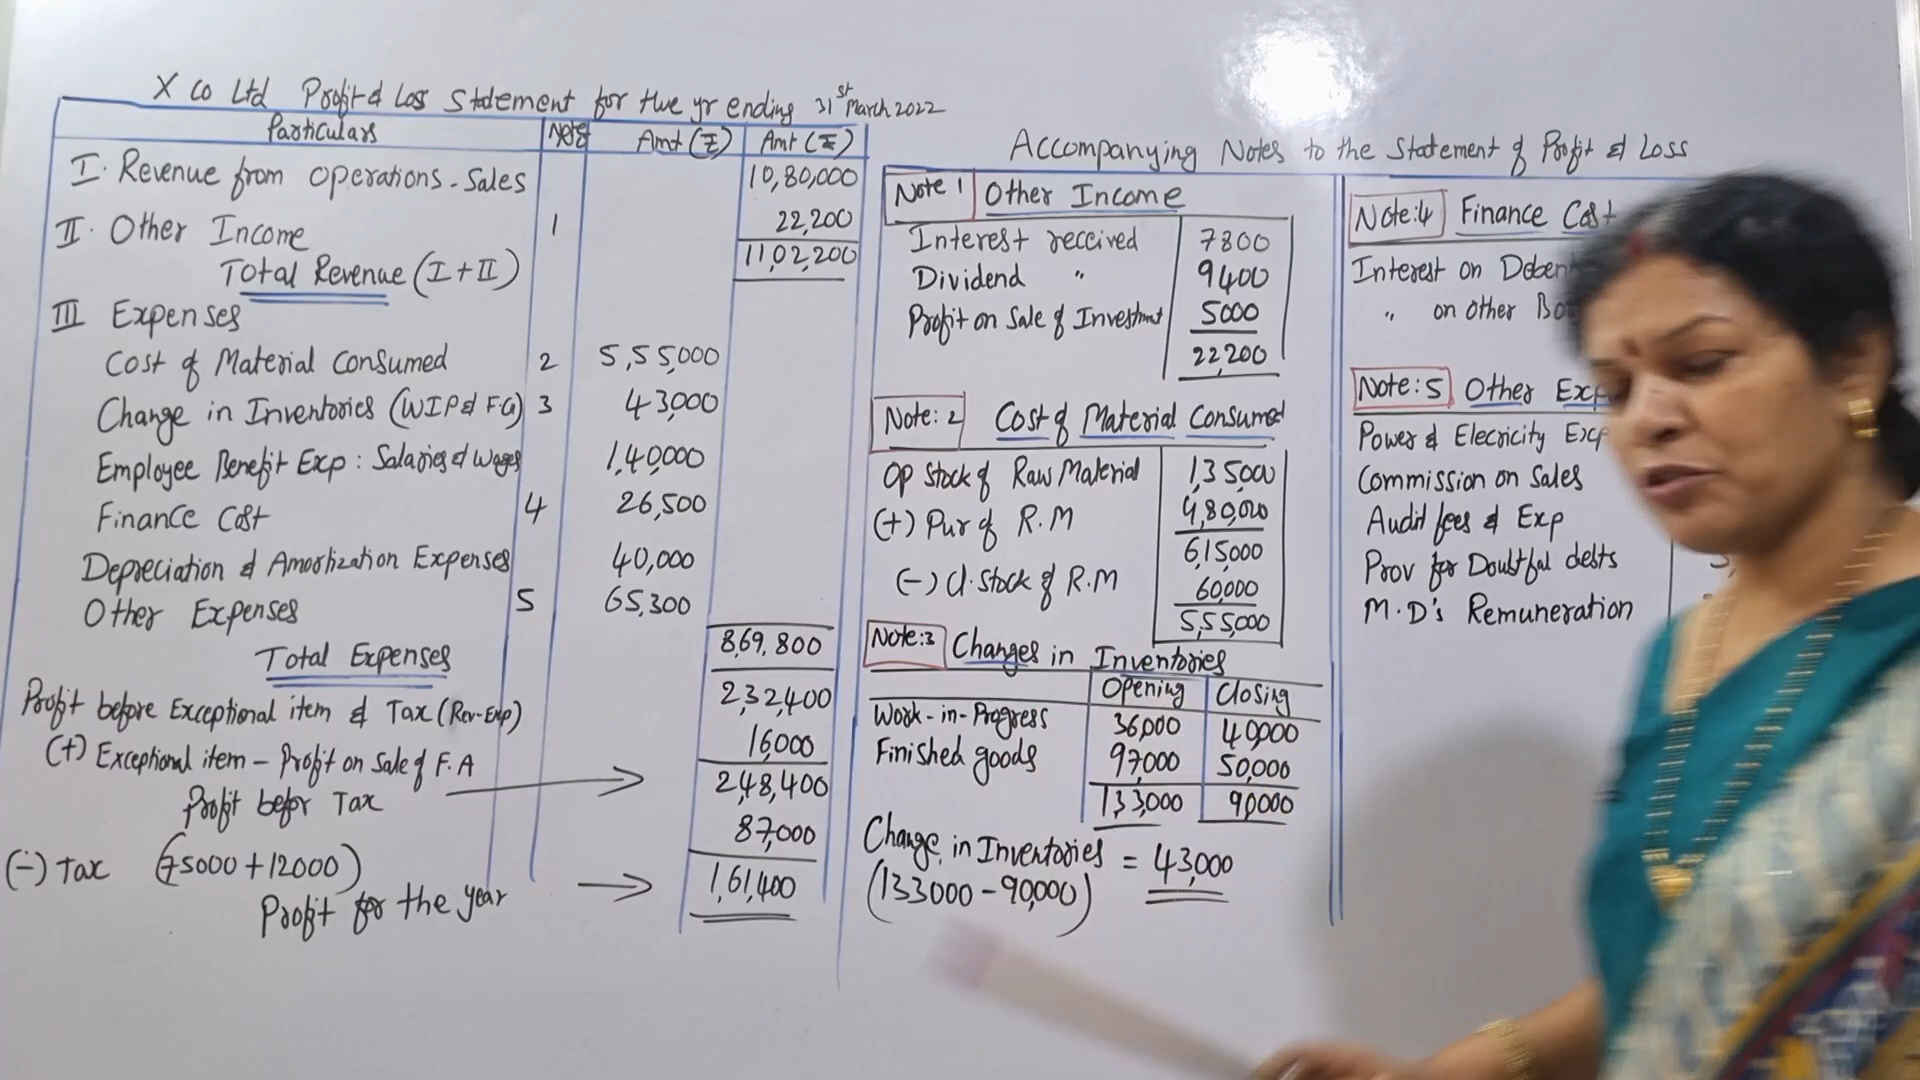 X Co Ltd Profit & Loss Statement for the yr ending 31st March 2022
Particulars Note Amt (₹) Amt (₹)
I. Revenue from Operations - Sales 10,80,000
II. Other Income 1 22,200
Total Revenue (I + II) 11,02,200
III Expenses
Cost of Material Consumed 2 5,55,000
Change in Inventories (WIP & FG) 3 43,000
Employee Benefit Exp : Salaries & Wages 1,40,000
Finance Cost 4 26,500
Depreciation & Amortization Expenses 40,000
Other Expenses 5 65,300
Total Expenses 8,69,800
Profit before Exceptional item & Tax (Rev-Exp) 2,32,400
(+) Exceptional item - Profit on Sale of F.A 16,000
Profit befor Tax 2,48,400
(-) Tax (75000 + 12000) 87,000
Profit for the year 1,61,400
Accompanying Notes to the Statement of Profit & Loss
Note 1 Other Income
Interest received 7800
Dividend " 9400
Profit on Sale of Investment 5000
22,200
Note: 2 Cost of Material Consumed
Op Stock of Raw Material 1,35,000
(+) Pur of R.M 4,80,000
6,15,000
(-) Cl. Stock of R.M 60,000
5,55,000
Note:3 Changes in Inventories
Opening Closing
Work-in-Progress 36,000 40,000
Finished goods 97,000 50,000
1,33,000 90,000
Change in Inventories = 43,000
(133000 - 90,000)
Note:4 Finance Cost
Interest on Deben
" on Other Bo
Note: 5 Other Exp
Power & Elecricity Exp
Commission on Sales
Audit fees & Exp
Prov for Doubtful debts
M.D's Remuneration